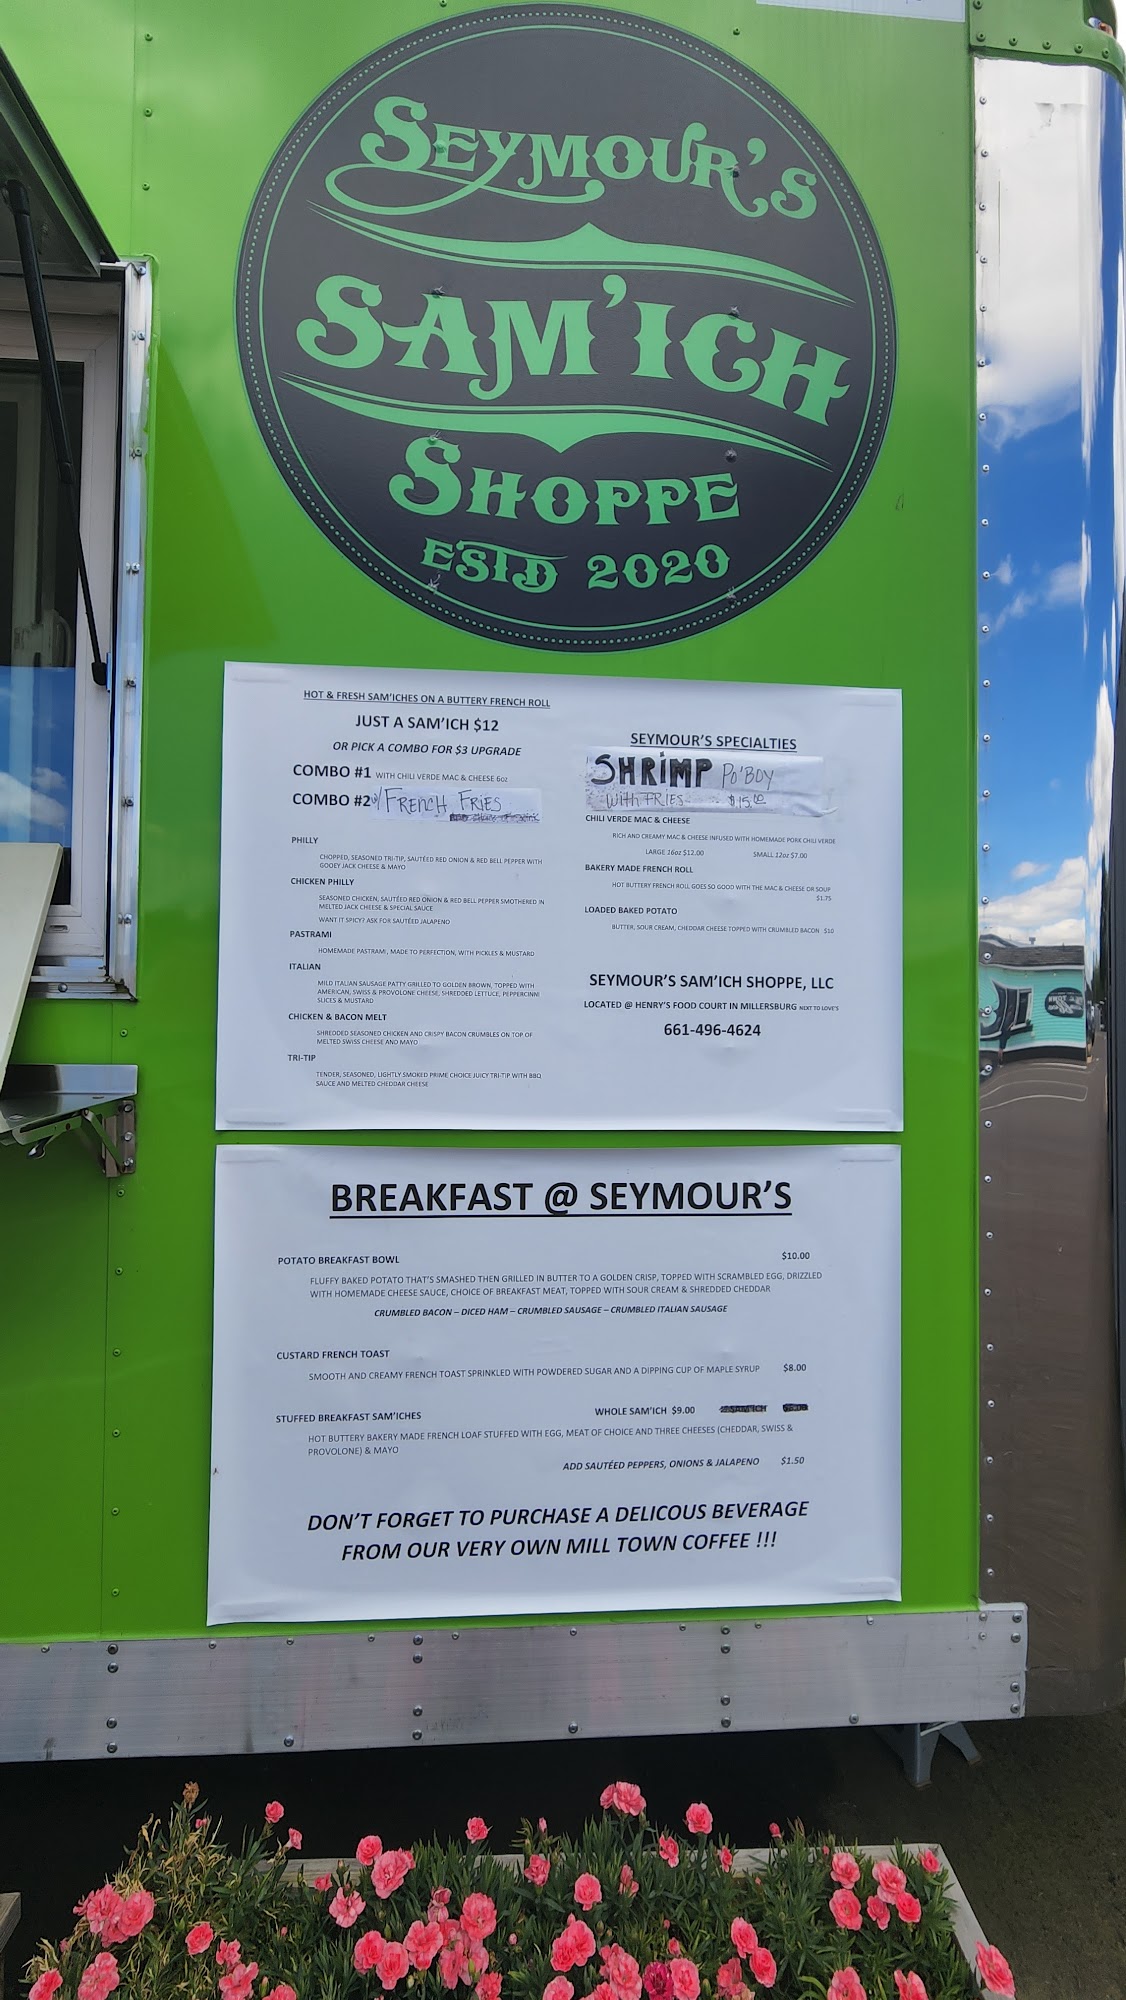 SEYMOUR'S
SAM'ICH
SHOPPE
ESTD 2020
HOT & FRESH SAM'ICHES ON A BUTTERY FRENCH ROLL
JUST A SAM'ICH $12
OR PICK A COMBO FOR $3 UPGRADE
COMBO #1 WITH CHILI VERDE MAC & CHEESE 6oz
COMBO #2 w/ FRENCH FRIES
PHILLY
CHOPPED, SEASONED TRI-TIP, SAUTÉED RED ONION & RED BELL PEPPER WITH
GOOEY JACK CHEESE & MAYO
CHICKEN PHILLY
SEASONED CHICKEN, SAUTÉED RED ONION & RED BELL PEPPER SMOTHERED IN
MELTED JACK CHEESE & SPECIAL SAUCE
WANT IT SPICY? ASK FOR SAUTÉED JALAPENO
PASTRAMI
HOMEMADE PASTRAMI, MADE TO PERFECTION, WITH PICKLES & MUSTARD
ITALIAN
MILD ITALIAN SAUSAGE PATTY GRILLED TO GOLDEN BROWN, TOPPED WITH
AMERICAN, SWISS & PROVOLONE CHEESE, SHREDDED LETTUCE, PEPPERCINNI
SLICES & MUSTARD
CHICKEN & BACON MELT
SHREDDED SEASONED CHICKEN AND CRISPY BACON CRUMBLES ON TOP OF
MELTED SWISS CHEESE AND MAYO
TRI-TIP
TENDER, SEASONED, LIGHTLY SMOKED PRIME CHOICE JUICY TRI-TIP WITH BBQ
SAUCE AND MELTED CHEDDAR CHEESE
SEYMOUR'S SPECIALTIES
SHRIMP Po'BOY
WITH FRIES $15.00
CHILI VERDE MAC & CHEESE
RICH AND CREAMY MAC & CHEESE INFUSED WITH HOMEMADE PORK CHILI VERDE
LARGE 16oz $12.00 SMALL 12oz $7.00
BAKERY MADE FRENCH ROLL
HOT BUTTERY FRENCH ROLL GOES SO GOOD WITH THE MAC & CHEESE OR SOUP
$1.75
LOADED BAKED POTATO
BUTTER, SOUR CREAM, CHEDDAR CHEESE TOPPED WITH CRUMBLED BACON $10
SEYMOUR'S SAM'ICH SHOPPE, LLC
LOCATED @ HENRY'S FOOD COURT IN MILLERSBURG NEXT TO LOVE'S
661-496-4624
BREAKFAST @ SEYMOUR'S
POTATO BREAKFAST BOWL $10.00
FLUFFY BAKED POTATO THAT'S SMASHED THEN GRILLED IN BUTTER TO A GOLDEN CRISP, TOPPED WITH SCRAMBLED EGG, DRIZZLED
WITH HOMEMADE CHEESE SAUCE, CHOICE OF BREAKFAST MEAT, TOPPED WITH SOUR CREAM & SHREDDED CHEDDAR
CRUMBLED BACON – DICED HAM – CRUMBLED SAUSAGE – CRUMBLED ITALIAN SAUSAGE
CUSTARD FRENCH TOAST
SMOOTH AND CREAMY FRENCH TOAST SPRINKLED WITH POWDERED SUGAR AND A DIPPING CUP OF MAPLE SYRUP $8.00
STUFFED BREAKFAST SAM'ICHES WHOLE SAM'ICH $9.00
HOT BUTTERY BAKERY MADE FRENCH LOAF STUFFED WITH EGG, MEAT OF CHOICE AND THREE CHEESES (CHEDDAR, SWISS &
PROVOLONE) & MAYO
ADD SAUTÉED PEPPERS, ONIONS & JALAPENO $1.50
DON'T FORGET TO PURCHASE A DELICOUS BEVERAGE
FROM OUR VERY OWN MILL TOWN COFFEE !!!